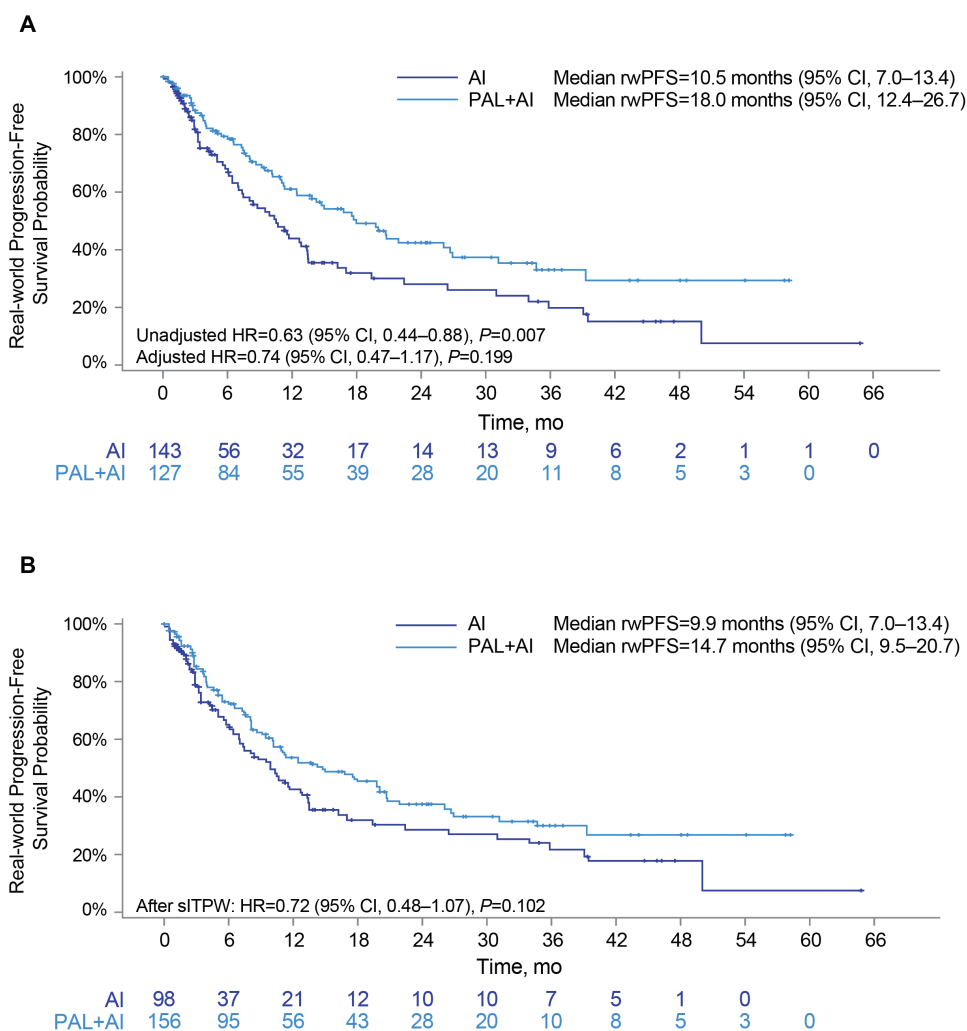 A
AI Median rwPFS=10.5 months (95% CI, 7.0–13.4)
PAL+AI Median rwPFS=18.0 months (95% CI, 12.4–26.7)
Real-world Progression-Free
Survival Probability
100%
80%
60%
40%
20%
0%
Unadjusted HR=0.63 (95% CI, 0.44–0.88), P=0.007
Adjusted HR=0.74 (95% CI, 0.47–1.17), P=0.199
0 6 12 18 24 30 36 42 48 54 60 66
Time, mo
AI 143 56 32 17 14 13 9 6 2 1 1 0
PAL+AI 127 84 55 39 28 20 11 8 5 3 0
B
AI Median rwPFS=9.9 months (95% CI, 7.0–13.4)
PAL+AI Median rwPFS=14.7 months (95% CI, 9.5–20.7)
Real-world Progression-Free
Survival Probability
100%
80%
60%
40%
20%
0%
After sITPW: HR=0.72 (95% CI, 0.48–1.07), P=0.102
0 6 12 18 24 30 36 42 48 54 60 66
Time, mo
AI 98 37 21 12 10 10 7 5 1 0
PAL+AI 156 95 56 43 28 20 10 8 5 3 0